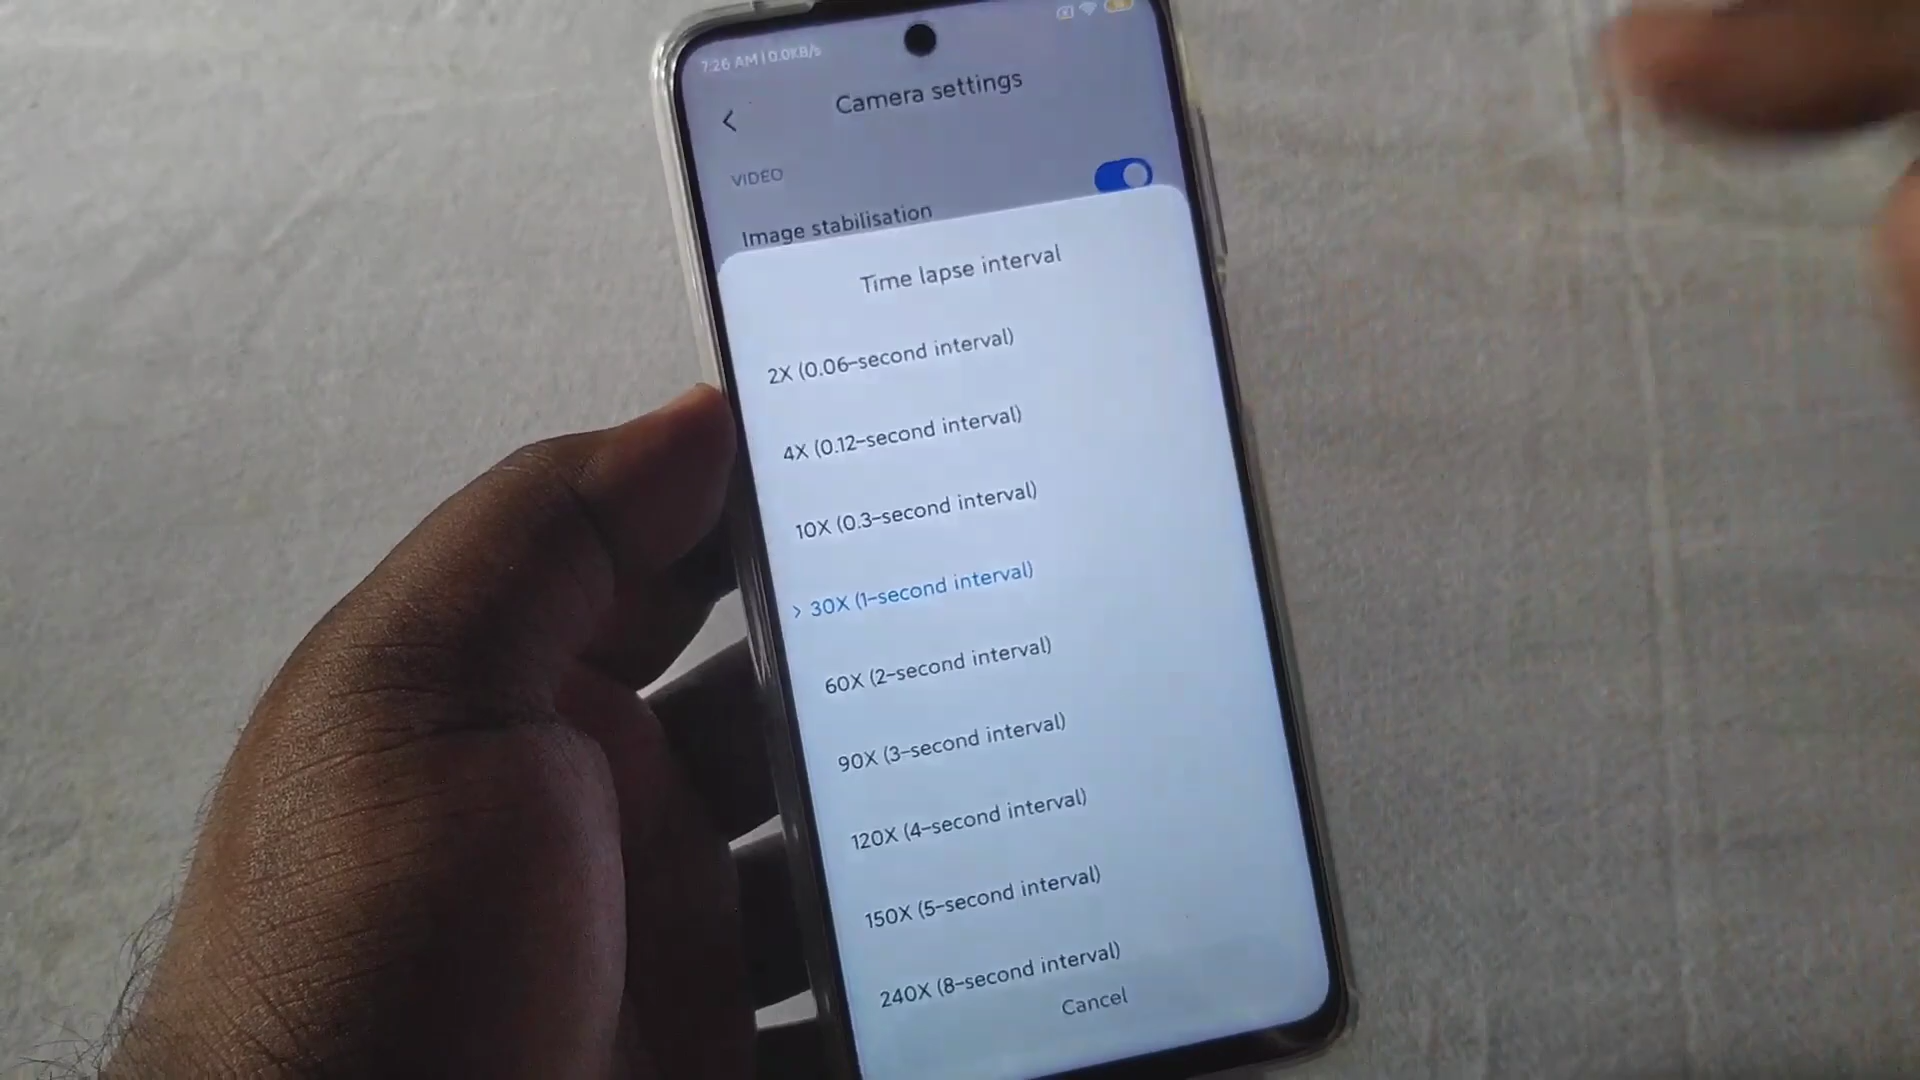 7:26 AM | 0.0KB/s
Camera settings
VIDEO
Image stabilisation
Time lapse interval
2X (0.06-second interval)
4X (0.12-second interval)
10X (0.3-second interval)
> 30X (1-second interval)
60X (2-second interval)
90X (3-second interval)
120X (4-second interval)
150X (5-second interval)
240X (8-second interval)
Cancel